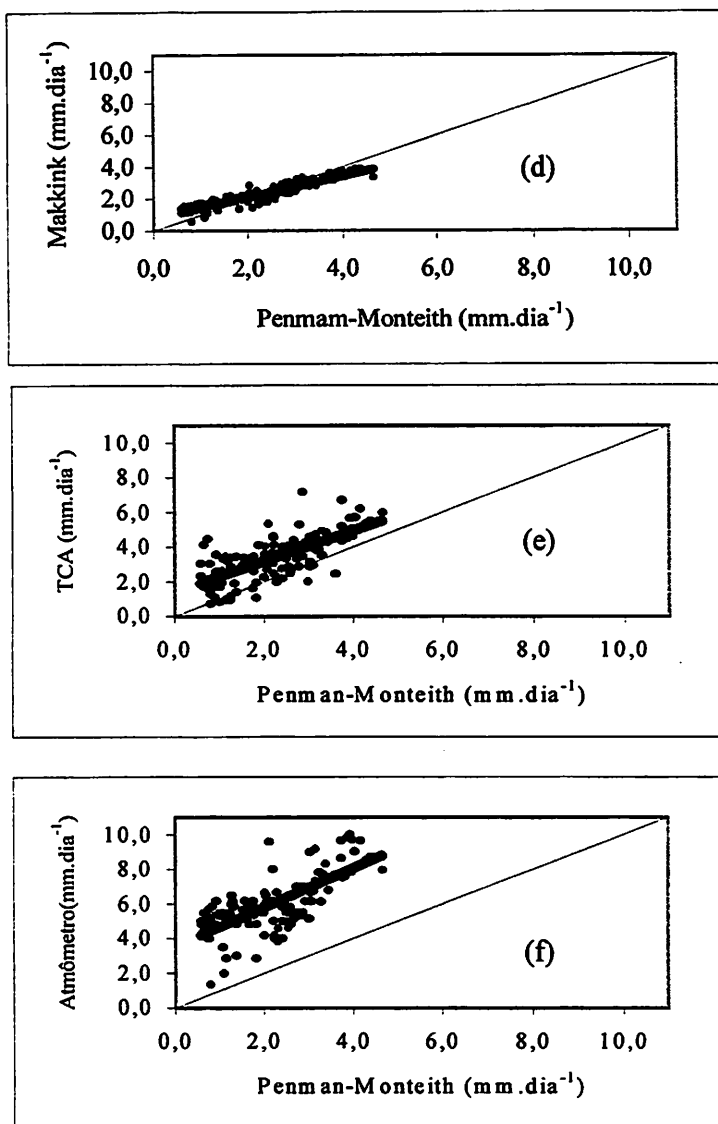 Makkink (mm.dia⁻¹)
10,0
8,0
6,0
4,0
2,0
0,0
(d)
0,0 2,0 4,0 6,0 8,0 10,0
Penmam-Monteith (mm.dia⁻¹)
TCA (mm.dia⁻¹)
10,0
8,0
6,0
4,0
2,0
0,0
(e)
0,0 2,0 4,0 6,0 8,0 10,0
Penman-Monteith (mm.dia⁻¹)
Atmômetro(mm.dia⁻¹)
10,0
8,0
6,0
4,0
2,0
0,0
(f)
0,0 2,0 4,0 6,0 8,0 10,0
Penman-Monteith (mm.dia⁻¹)